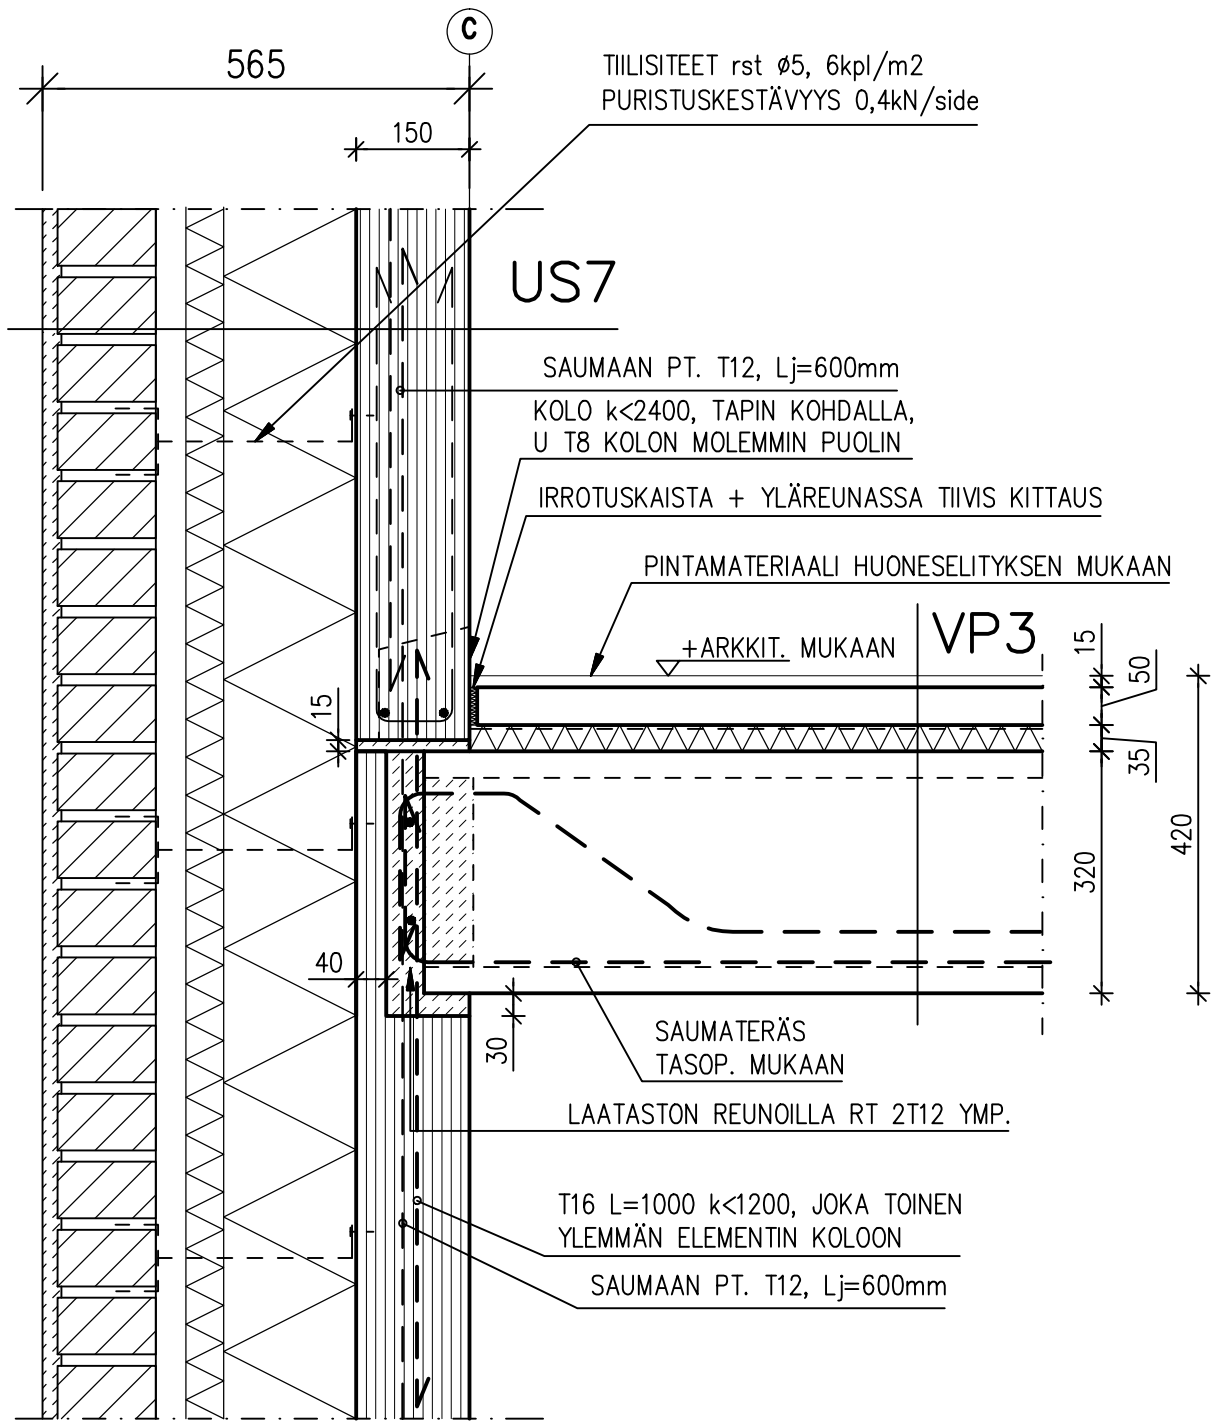 C
565
TIILISITEET rst ø5, 6kpl/m2
PURISTUSKESTÄVYYS 0,4kN/side
150
US7
SAUMAAN PT. T12, Lj=600mm
KOLO k<2400, TAPIN KOHDALLA,
U T8 KOLON MOLEMMIN PUOLIN
IRROTUSKAISTA + YLÄREUNASSA TIIVIS KITTAUS
PINTAMATERIAALI HUONESELITYKSEN MUKAAN
+ARKKIT. MUKAAN
VP3
15
50
15
35
420
320
40
30
SAUMATERÄS
TASOP. MUKAAN
LAATASTON REUNOILLA RT 2T12 YMP.
T16 L=1000 k<1200, JOKA TOINEN
YLEMMÄN ELEMENTIN KOLOON
SAUMAAN PT. T12, Lj=600mm